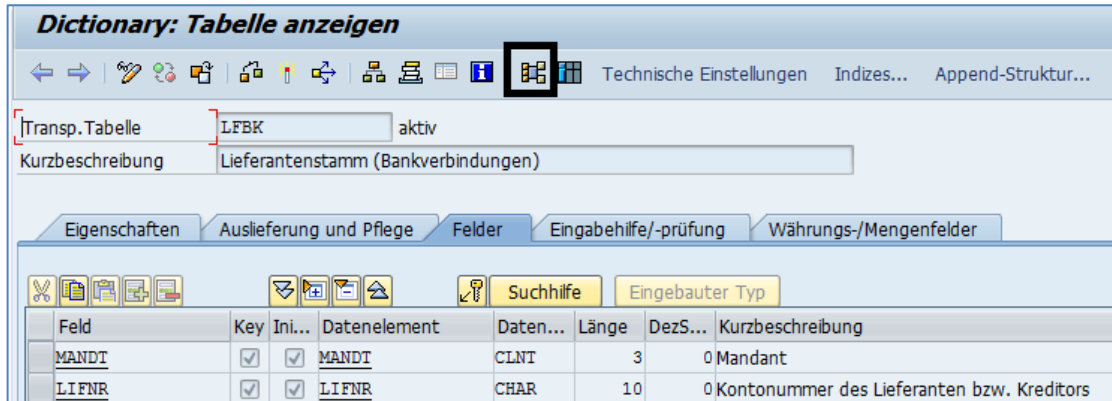 Dictionary: Tabelle anzeigen
Technische Einstellungen Indizes... Append-Struktur...
Transp.Tabelle LFBK aktiv
Kurzbeschreibung Lieferantenstamm (Bankverbindungen)
Eigenschaften Auslieferung und Pflege Felder Eingabehilfe/-prüfung Währungs-/Mengenfelder
Suchhilfe Eingebauter Typ
Feld Key Ini... Datenelement Daten... Länge DezS... Kurzbeschreibung
MANDT MANDT CLNT 3 0 Mandant
LIFNR LIFNR CHAR 10 0 Kontonummer des Lieferanten bzw. Kreditors